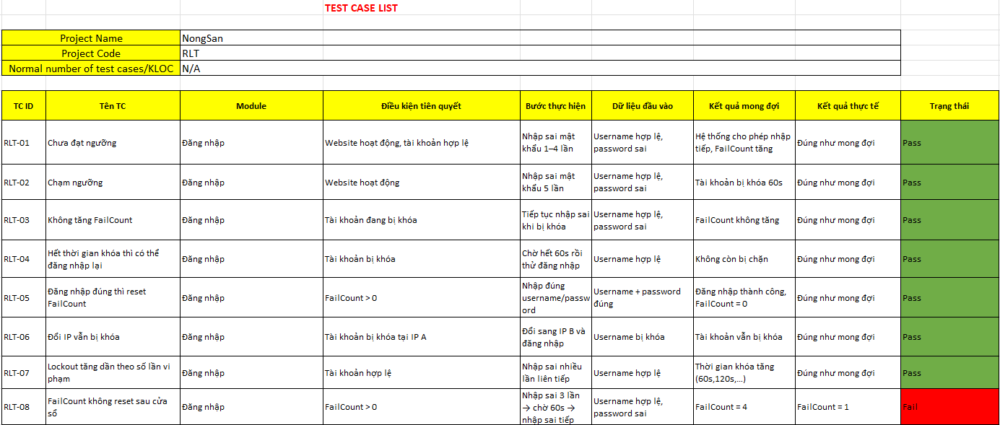 TEST CASE LIST
Project Name NongSan
Project Code RLT
Normal number of test cases/KLOC N/A
TC ID Tên TC Module Điều kiện tiên quyết Bước thực hiện Dữ liệu đầu vào Kết quả mong đợi Kết quả thực tế Trạng thái
RLT-01 Chưa đạt ngưỡng Đăng nhập Website hoạt động, tài khoản hợp lệ Nhập sai mật khẩu 1–4 lần Username hợp lệ, password sai Hệ thống cho phép nhập tiếp, FailCount tăng Đúng như mong đợi Pass
RLT-02 Chạm ngưỡng Đăng nhập Website hoạt động Nhập sai mật khẩu 5 lần Username hợp lệ, password sai Tài khoản bị khóa 60s Đúng như mong đợi Pass
RLT-03 Không tăng FailCount Đăng nhập Tài khoản đang bị khóa Tiếp tục nhập sai khi bị khóa Username hợp lệ, password sai FailCount không tăng Đúng như mong đợi Pass
RLT-04 Hết thời gian khóa thì có thể đăng nhập lại Đăng nhập Tài khoản bị khóa Chờ hết 60s rồi thử đăng nhập Username hợp lệ Không còn bị chặn Đúng như mong đợi Pass
RLT-05 Đăng nhập đúng thì reset FailCount Đăng nhập FailCount > 0 Nhập đúng username/password Username + password đúng Đăng nhập thành công, FailCount = 0 Đúng như mong đợi Pass
RLT-06 Đổi IP vẫn bị khóa Đăng nhập Tài khoản bị khóa tại IP A Đổi sang IP B và đăng nhập Username bị khóa Tài khoản vẫn bị khóa Đúng như mong đợi Pass
RLT-07 Lockout tăng dần theo số lần vi phạm Đăng nhập Tài khoản hợp lệ Nhập sai nhiều lần liên tiếp Username hợp lệ Thời gian khóa tăng (60s,120s,...) Đúng như mong đợi Pass
RLT-08 FailCount không reset sau cửa sổ Đăng nhập FailCount > 0 Nhập sai 3 lần → chờ 60s → nhập sai tiếp Username hợp lệ, password sai FailCount = 4 FailCount = 1 Fail